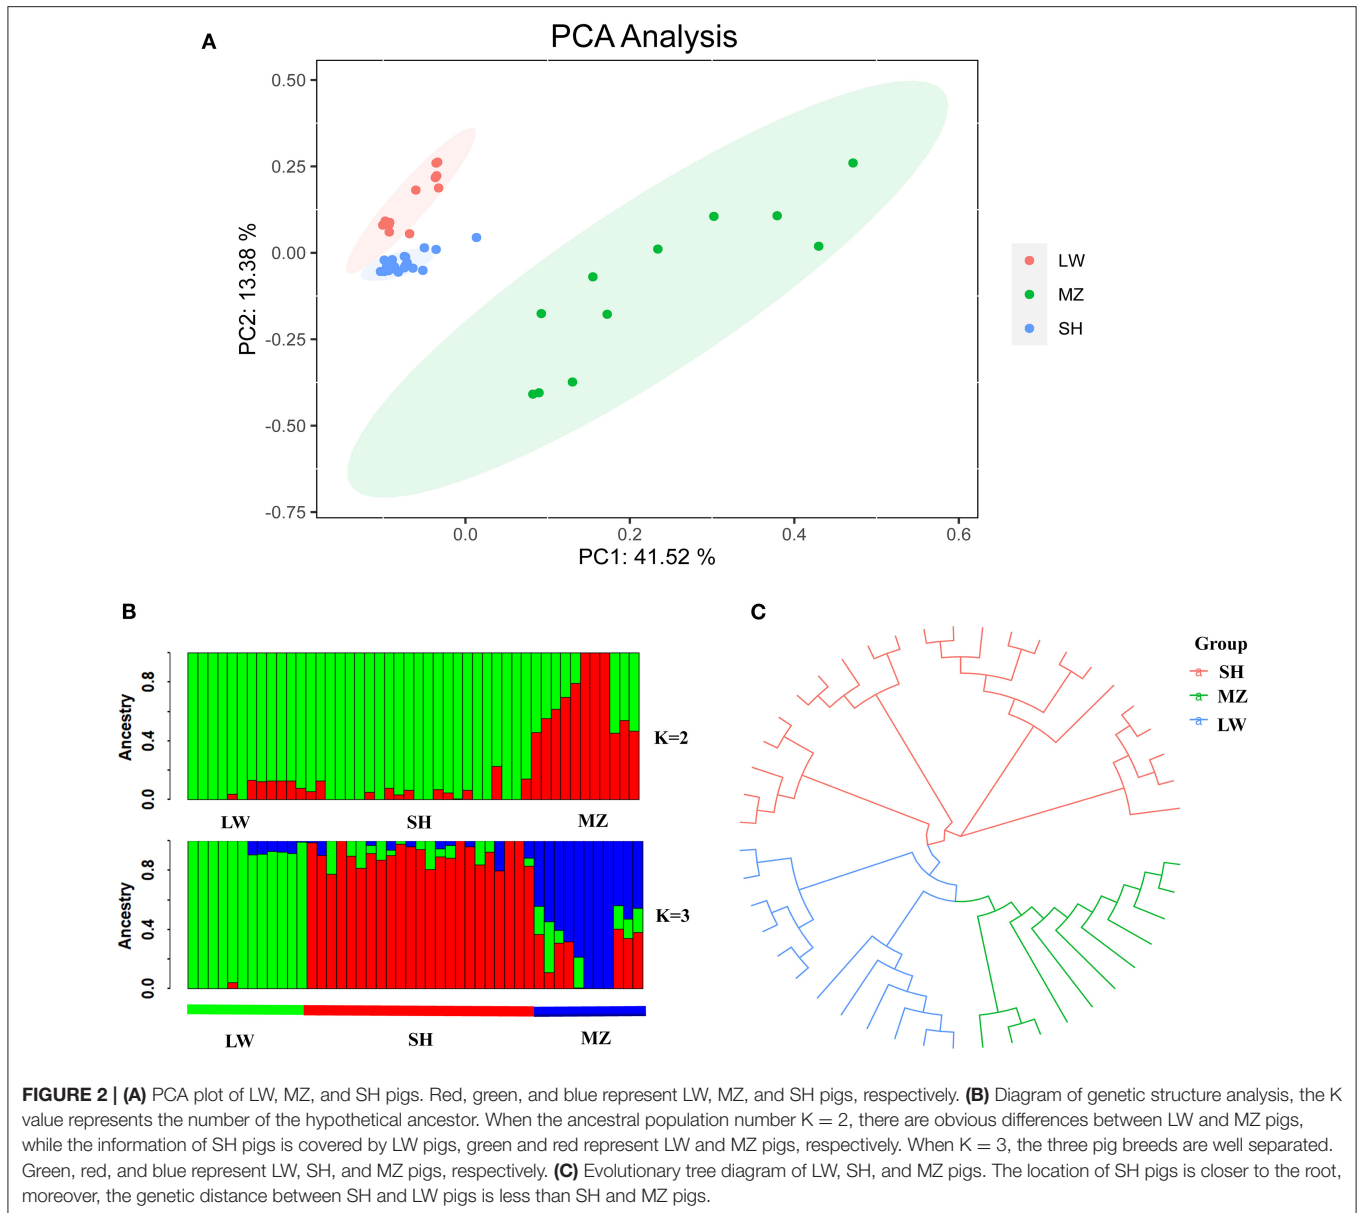 A
PCA Analysis
0.50
0.25
0.00
-0.25
-0.50
-0.75
PC2: 13.38 %
0.0 0.2 0.4 0.6
PC1: 41.52 %
LW
MZ
SH
B
Ancestry
0.8
0.4
0.0
K=2
LW SH MZ
Ancestry
0.8
0.4
0.0
K=3
LW SH MZ
C
Group
a SH
a MZ
a LW
FIGURE 2 | (A) PCA plot of LW, MZ, and SH pigs. Red, green, and blue represent LW, MZ, and SH pigs, respectively. (B) Diagram of genetic structure analysis, the K
value represents the number of the hypothetical ancestor. When the ancestral population number K = 2, there are obvious differences between LW and MZ pigs,
while the information of SH pigs is covered by LW pigs, green and red represent LW and MZ pigs, respectively. When K = 3, the three pig breeds are well separated.
Green, red, and blue represent LW, SH, and MZ pigs, respectively. (C) Evolutionary tree diagram of LW, SH, and MZ pigs. The location of SH pigs is closer to the root,
moreover, the genetic distance between SH and LW pigs is less than SH and MZ pigs.